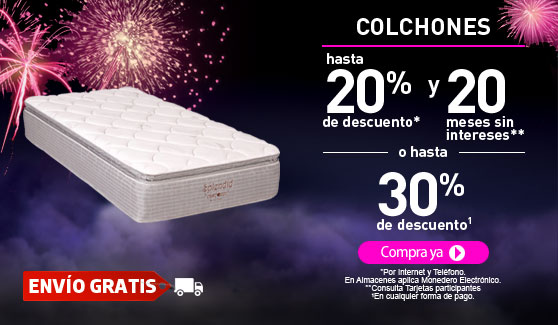 COLCHONES
hasta
20% y 20
de descuento* meses sin
intereses**
o hasta
30%
de descuento1
Compra ya
ENVÍO GRATIS
*Por Internet y Teléfono.
En Almacenes aplica Monedero Electrónico.
**Consulta Tarjetas participantes
1En cualquier forma de pago.